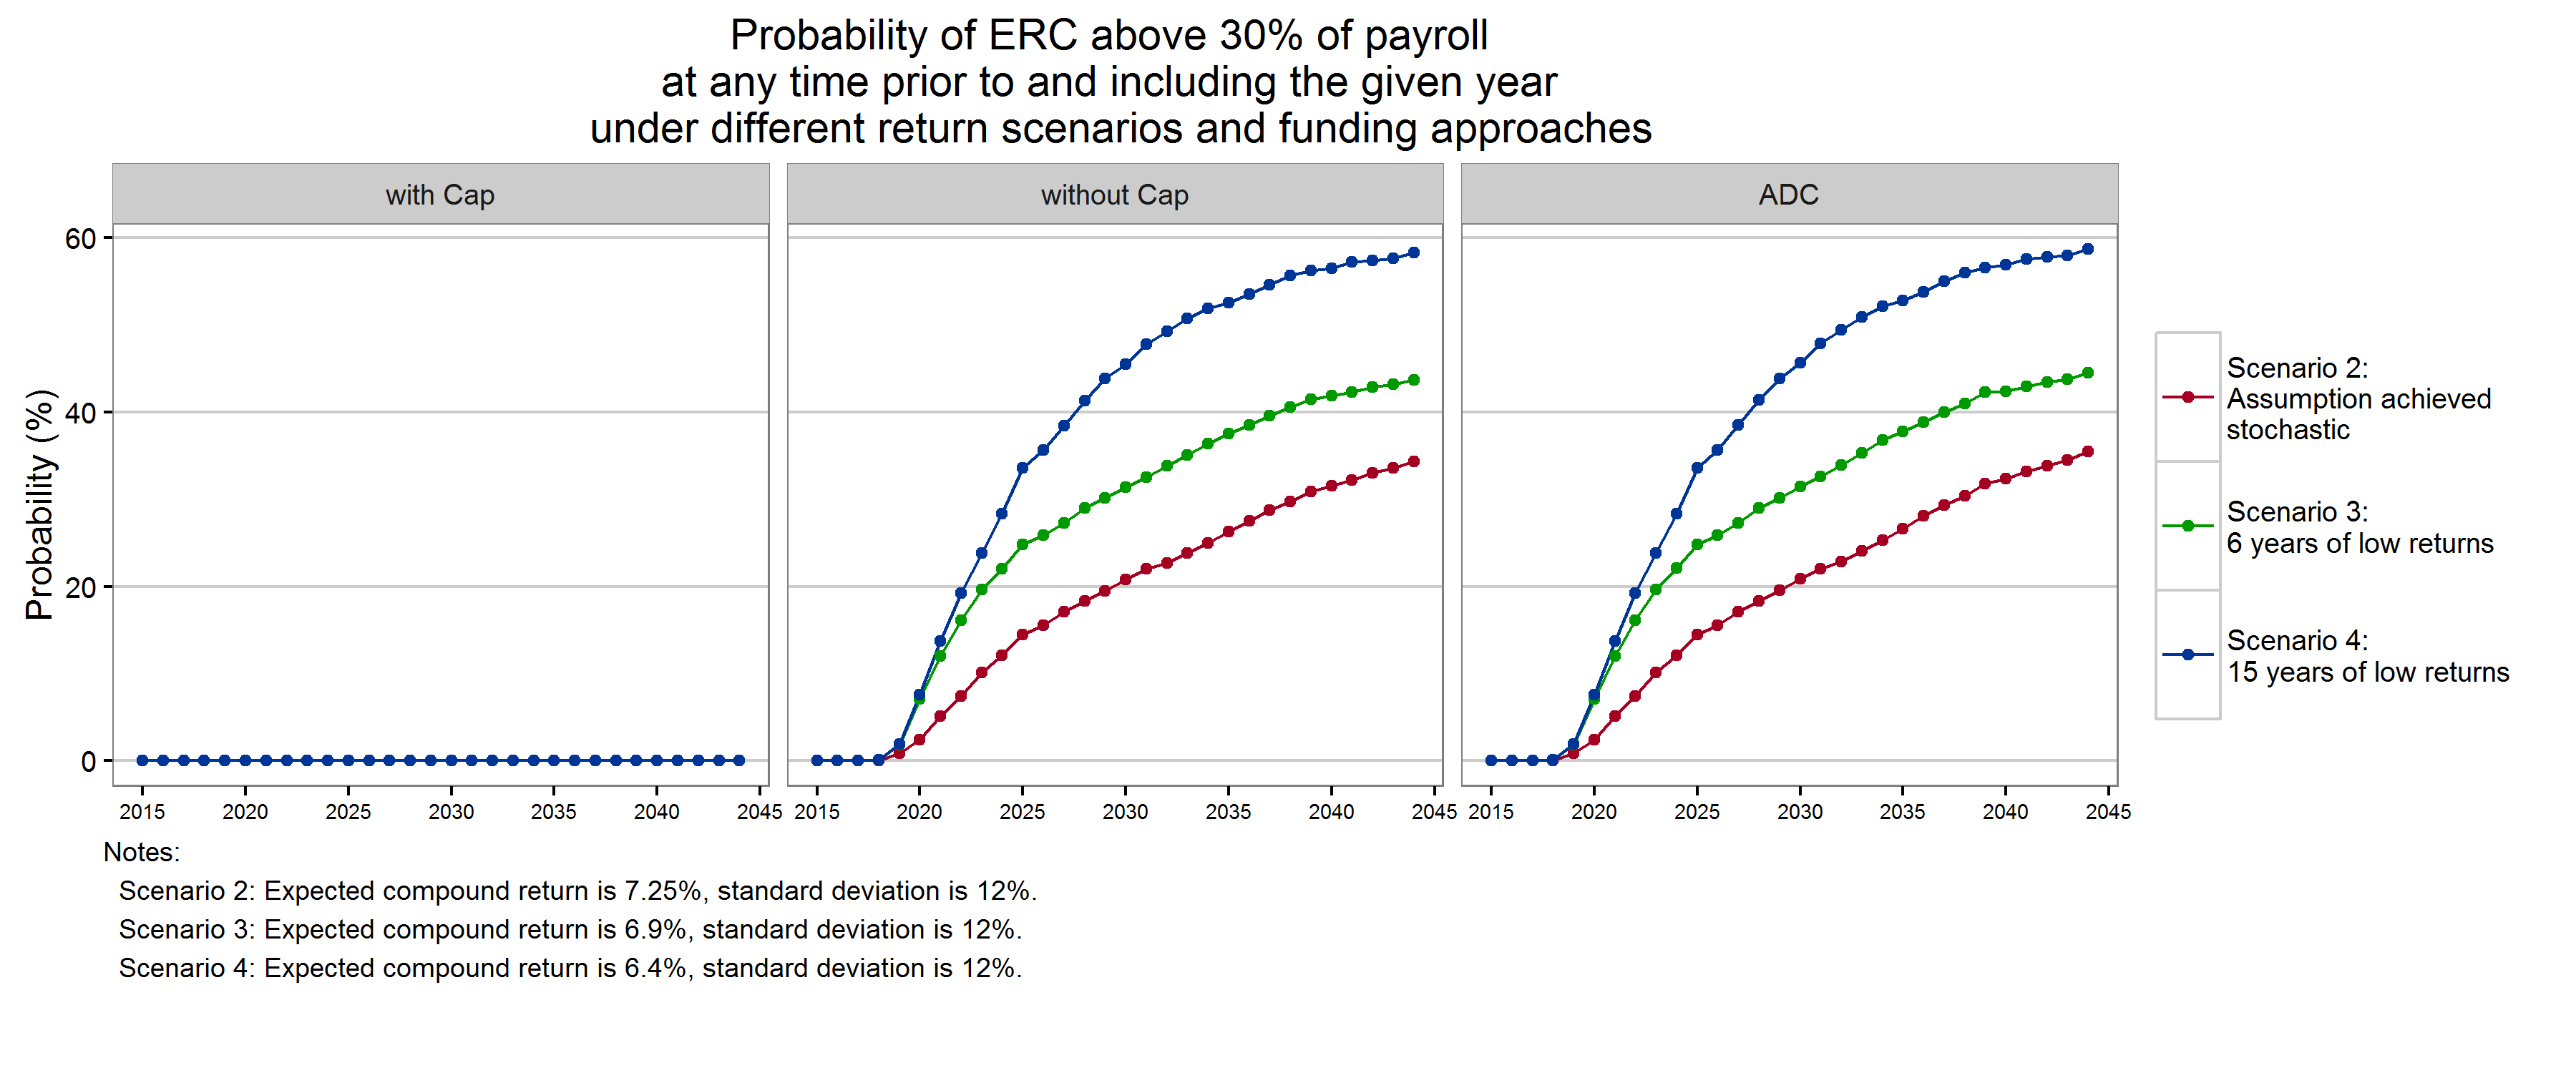 Probability of ERC above 30% of payroll
at any time prior to and including the given year
under different return scenarios and funding approaches
with Cap
without Cap
ADC
Probability (%)
60
40
20
0
2015 2020 2025 2030 2035 2040 2045
2015 2020 2025 2030 2035 2040 2045
2015 2020 2025 2030 2035 2040 2045
Scenario 2:
Assumption achieved
stochastic
Scenario 3:
6 years of low returns
Scenario 4:
15 years of low returns
Notes:
Scenario 2: Expected compound return is 7.25%, standard deviation is 12%.
Scenario 3: Expected compound return is 6.9%, standard deviation is 12%.
Scenario 4: Expected compound return is 6.4%, standard deviation is 12%.